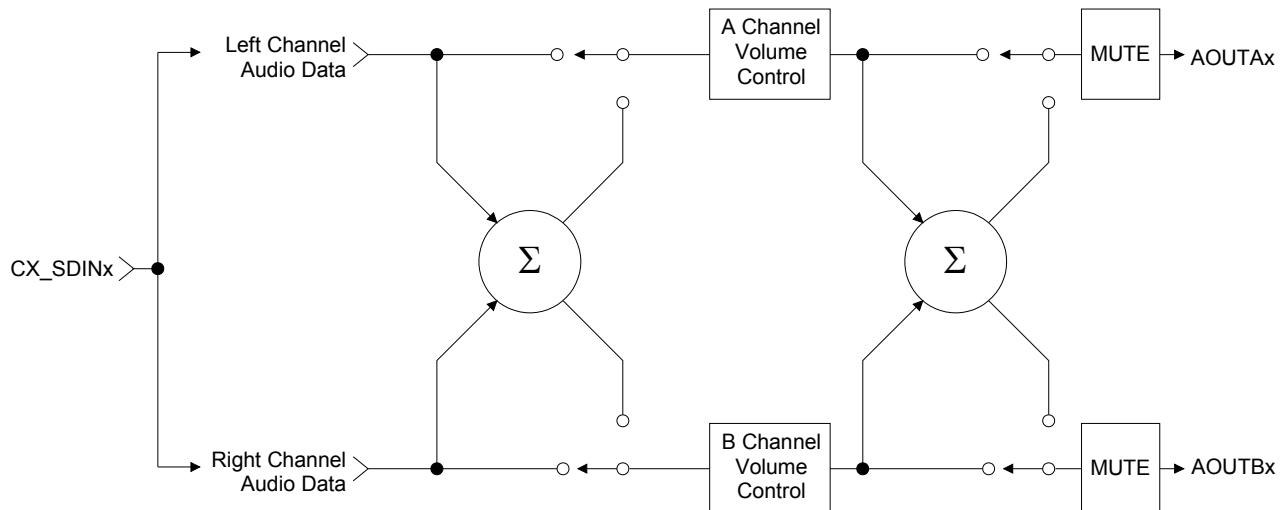 Left Channel
Audio Data
A Channel
Volume
Control
MUTE
AOUTAx
CX_SDINx
Σ
Σ
Right Channel
Audio Data
B Channel
Volume
Control
MUTE
AOUTBx